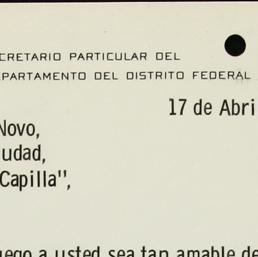 CRETARIO PARTICULAR DEL
PARTAMENTO DEL DISTRITO FEDERAL
17 de Abri
Novo,
udad,
Capilla",
uego a usted sea tan amable de